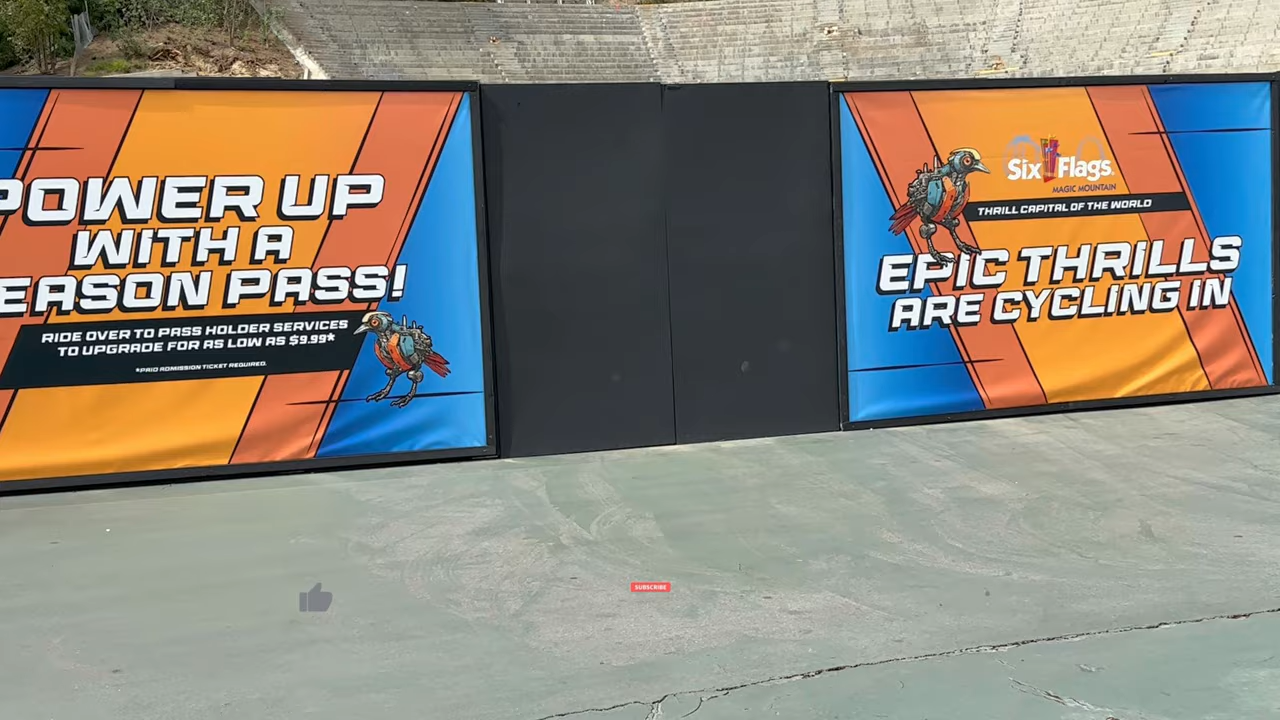 POWER UP
WITH A
EASON PASS!
RIDE OVER TO PASS HOLDER SERVICES
TO UPGRADE FOR AS LOW AS $9.99*
*PAID ADMISSION TICKET REQUIRED.
Six Flags
MAGIC MOUNTAIN
THRILL CAPITAL OF THE WORLD
EPIC THRILLS
ARE CYCLING IN
SUBSCRIBE